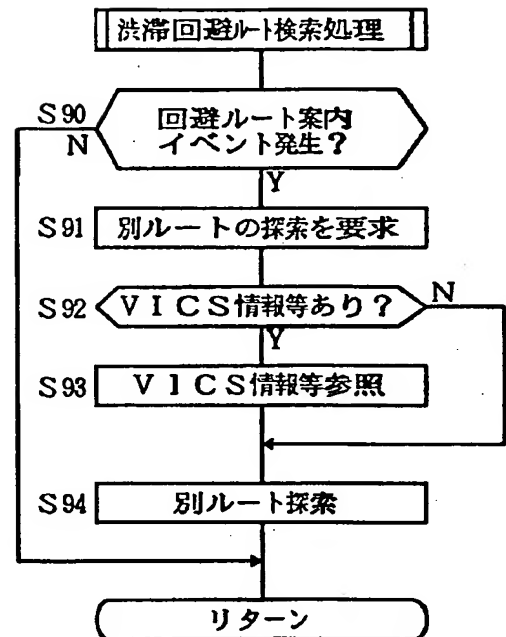 渋滞回避ルート検索処理
S90
N
回避ルート案内
イベント発生？
Y
S91 別ルートの探索を要求
S92 VICS情報等あり？ N
Y
S93 VICS情報等参照
S94 別ルート探索
リターン